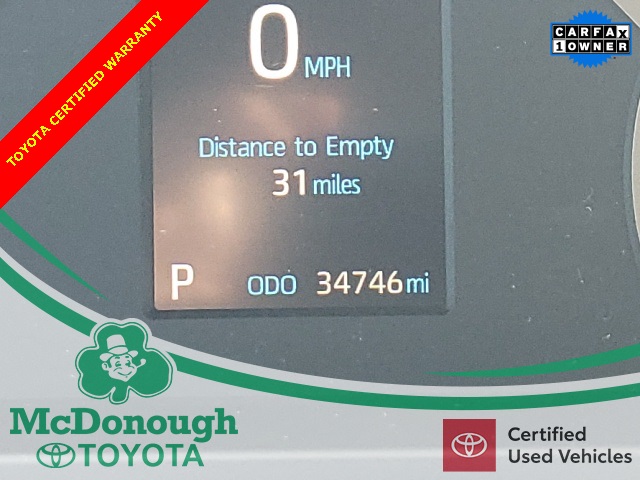 TOYOTA CERTIFIED WARRANTY
CARFAX
1 OWNER
0 MPH
Distance to Empty
31 miles
P ODO 34746 mi
McDonough
TOYOTA
Certified
Used Vehicles